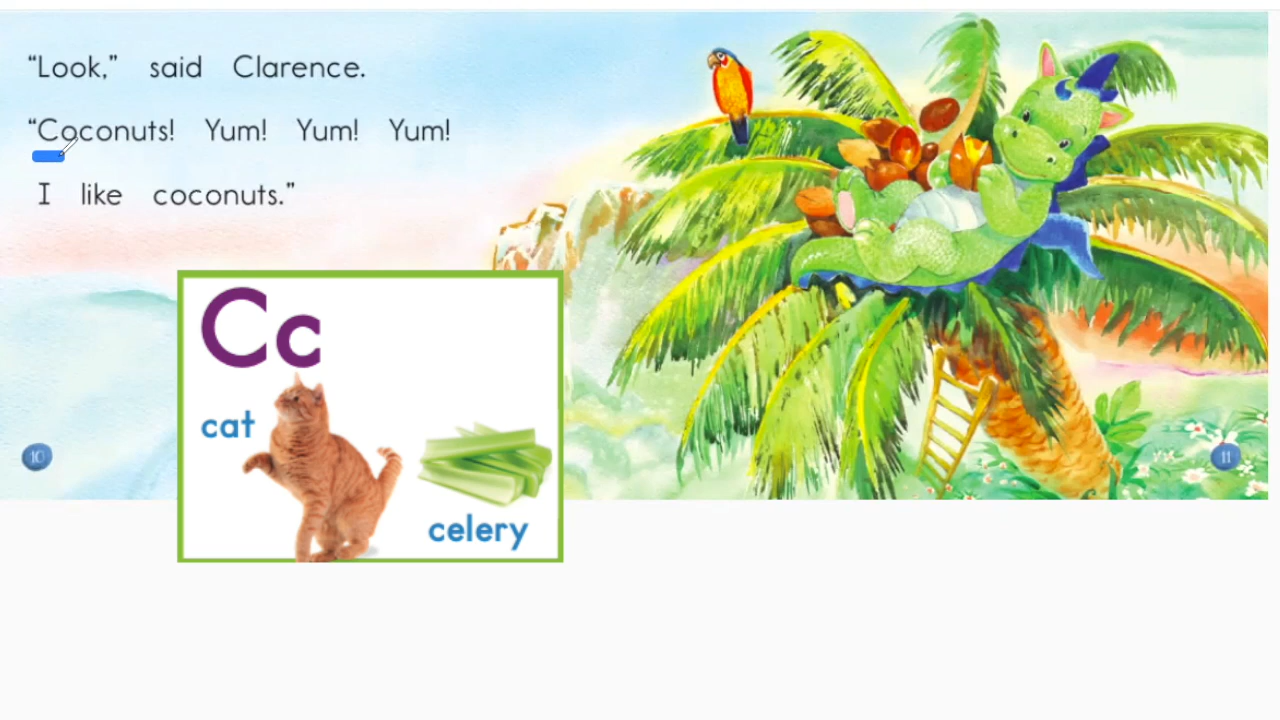 “Look,” said Clarence.
“Coconuts! Yum! Yum! Yum!
I like coconuts.”
Cc
cat
celery
10
11